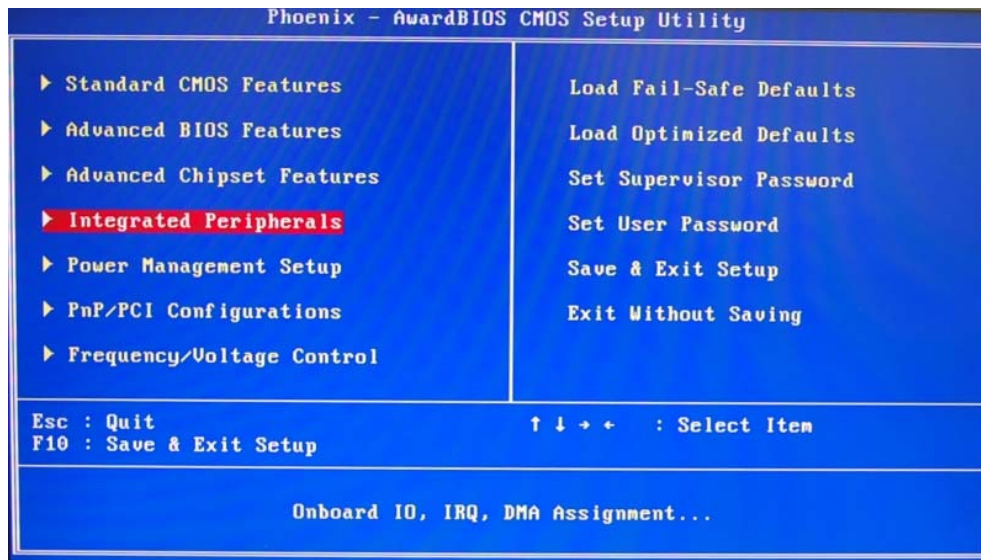 Phoenix - AwardBIOS CMOS Setup Utility
Standard CMOS Features
Advanced BIOS Features
Advanced Chipset Features
Integrated Peripherals
Power Management Setup
PnP/PCI Configurations
Frequency/Voltage Control
Load Fail-Safe Defaults
Load Optimized Defaults
Set Supervisor Password
Set User Password
Save & Exit Setup
Exit Without Saving
Esc : Quit
F10 : Save & Exit Setup
↑ ↓ → ← : Select Item
Onboard IO, IRQ, DMA Assignment...